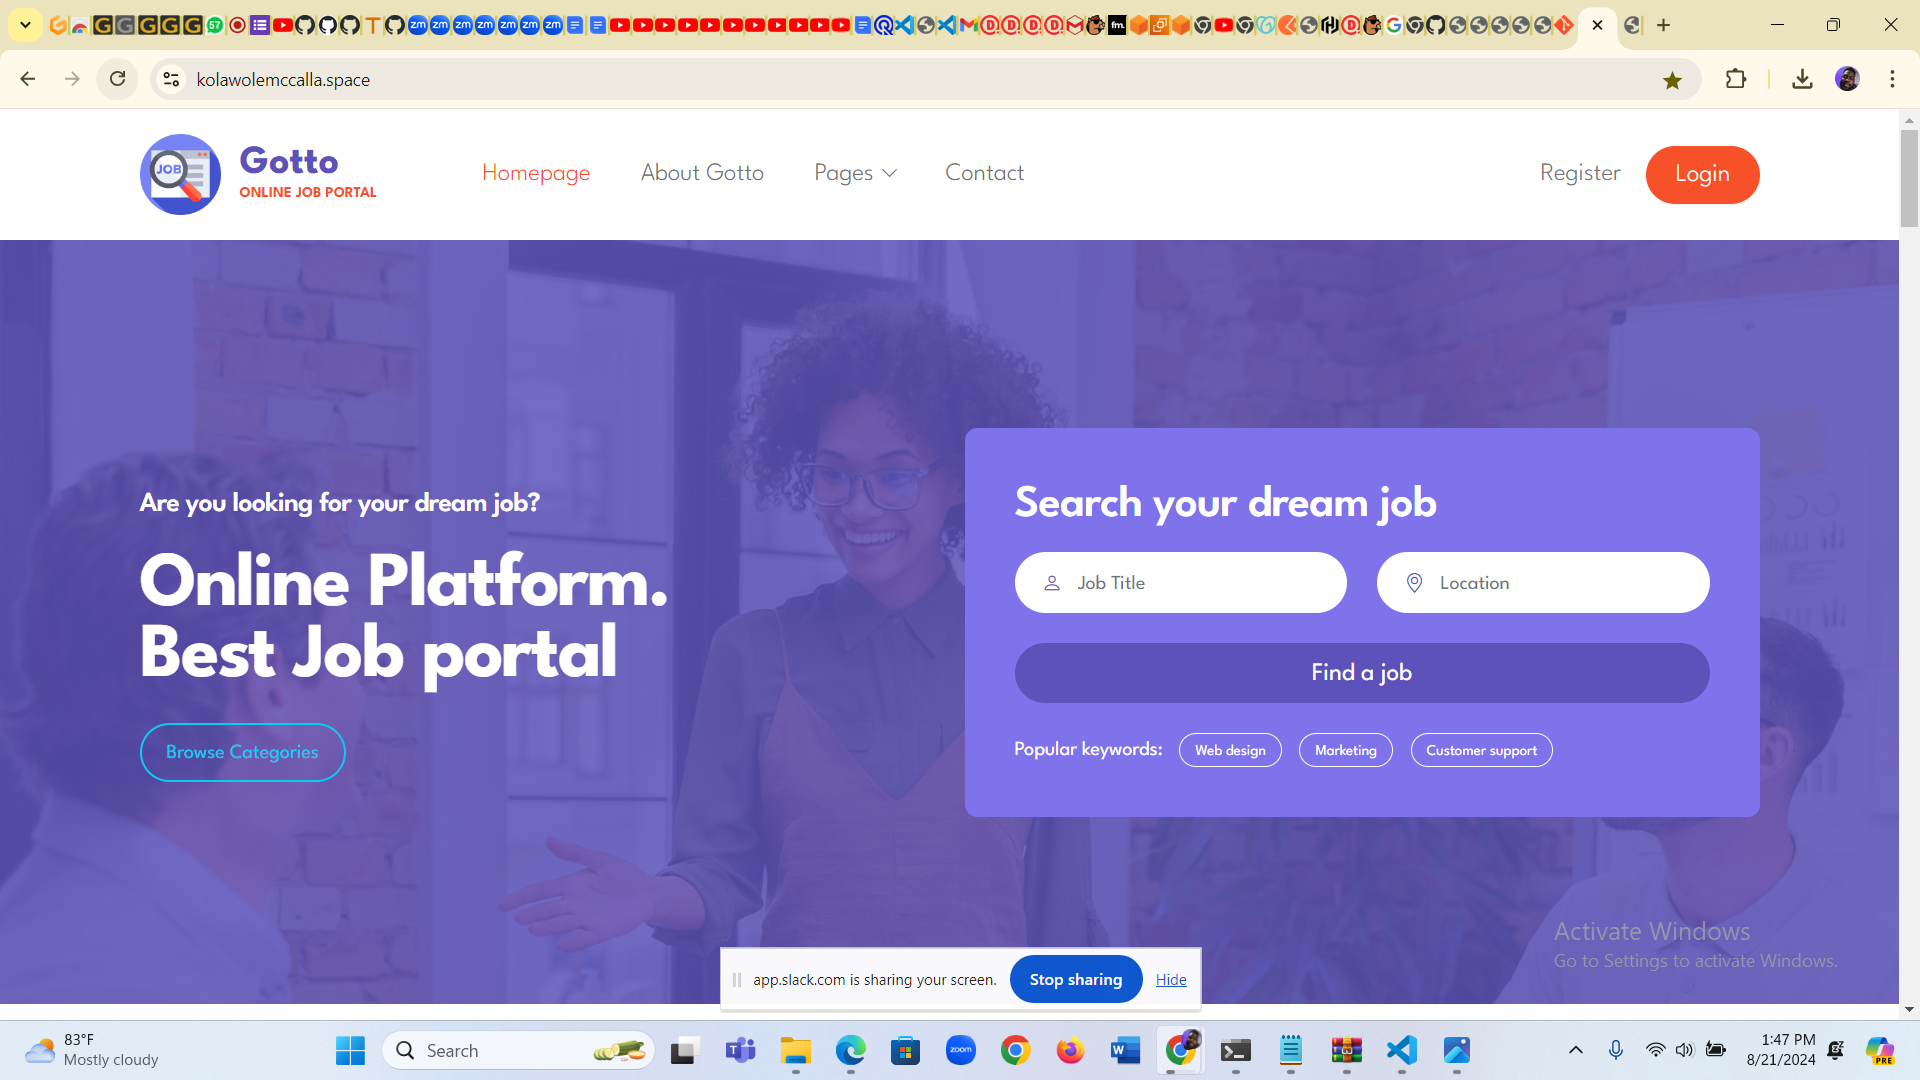 57
kolawolemccalla.space
JOB
Gotto
ONLINE JOB PORTAL
Homepage
About Gotto
Pages
Contact
Register
Login
Are you looking for your dream job?
Online Platform.
Best Job portal
Browse Categories
Search your dream job
Job Title
Location
Find a job
Popular keywords:
Web design
Marketing
Customer support
Activate Windows
Go to Settings to activate Windows.
app.slack.com is sharing your screen.
Stop sharing
Hide
83°F
Mostly cloudy
Search
zoom
1:47 PM
8/21/2024
PRE